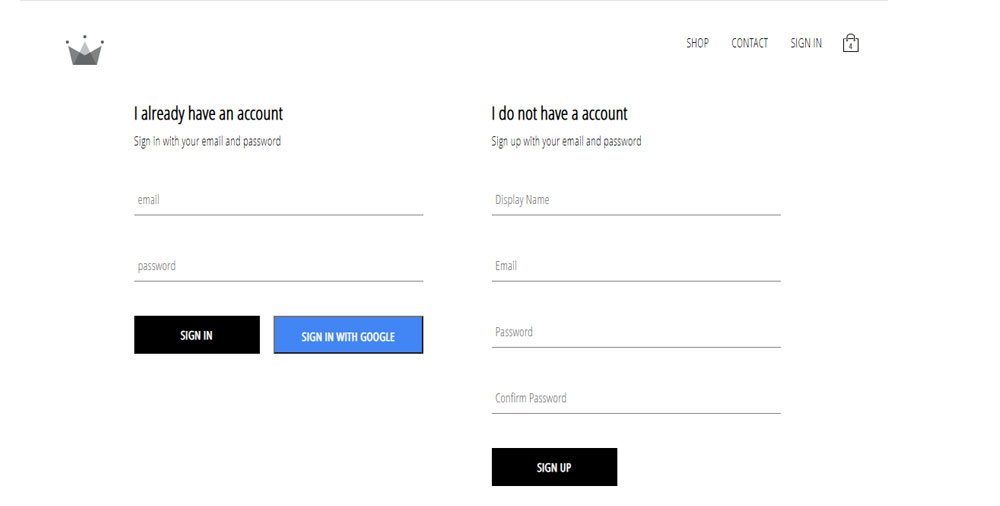 SHOP CONTACT SIGN IN 4
I already have an account
Sign in with your email and password
email
password
SIGN IN SIGN IN WITH GOOGLE
I do not have a account
Sign up with your email and password
Display Name
Email
Password
Confirm Password
SIGN UP